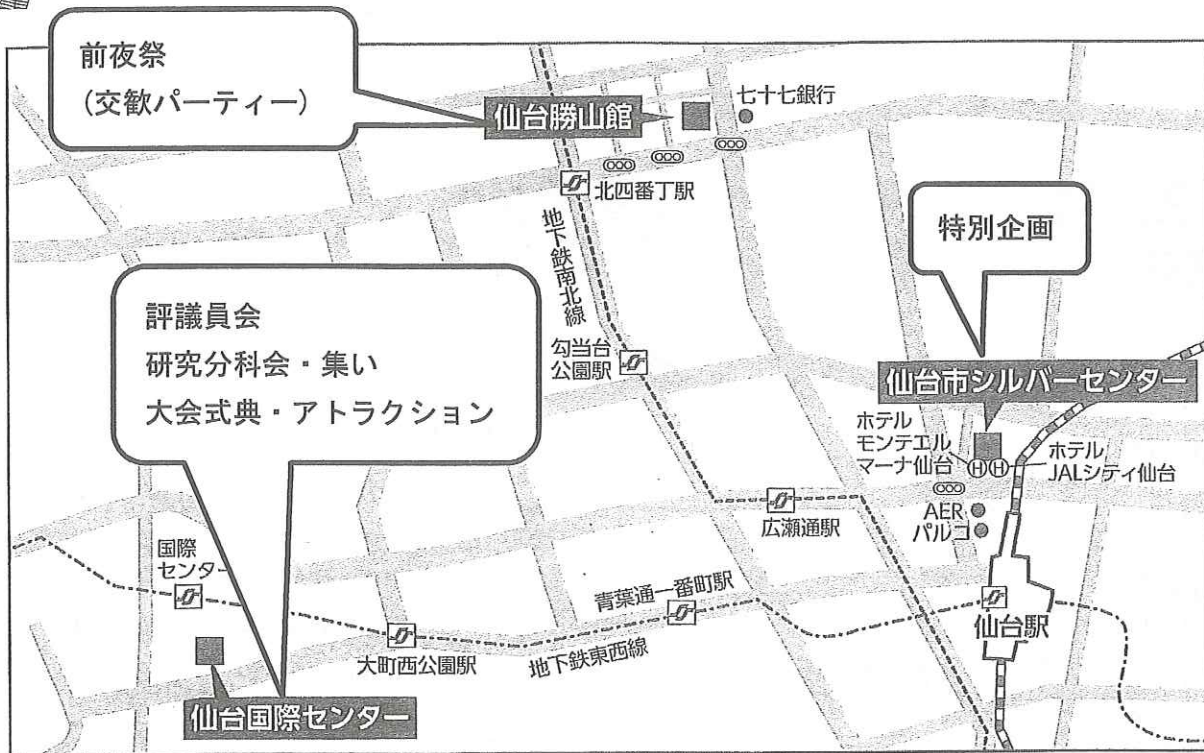 前夜祭
(交歓パーティー)
仙台勝山館
七十七銀行
北四番丁駅
地下鉄南北線
特別企画
評議員会
研究分科会・集い
大会式典・アトラクション
勾当台
公園駅
仙台市シルバーセンター
ホテル
モンテエル
マーナ仙台
ホテル
JALシティ仙台
AER
パルコ
広瀬通駅
国際
センター
青葉通一番町駅
仙台駅
大町西公園駅
地下鉄東西線
仙台国際センター